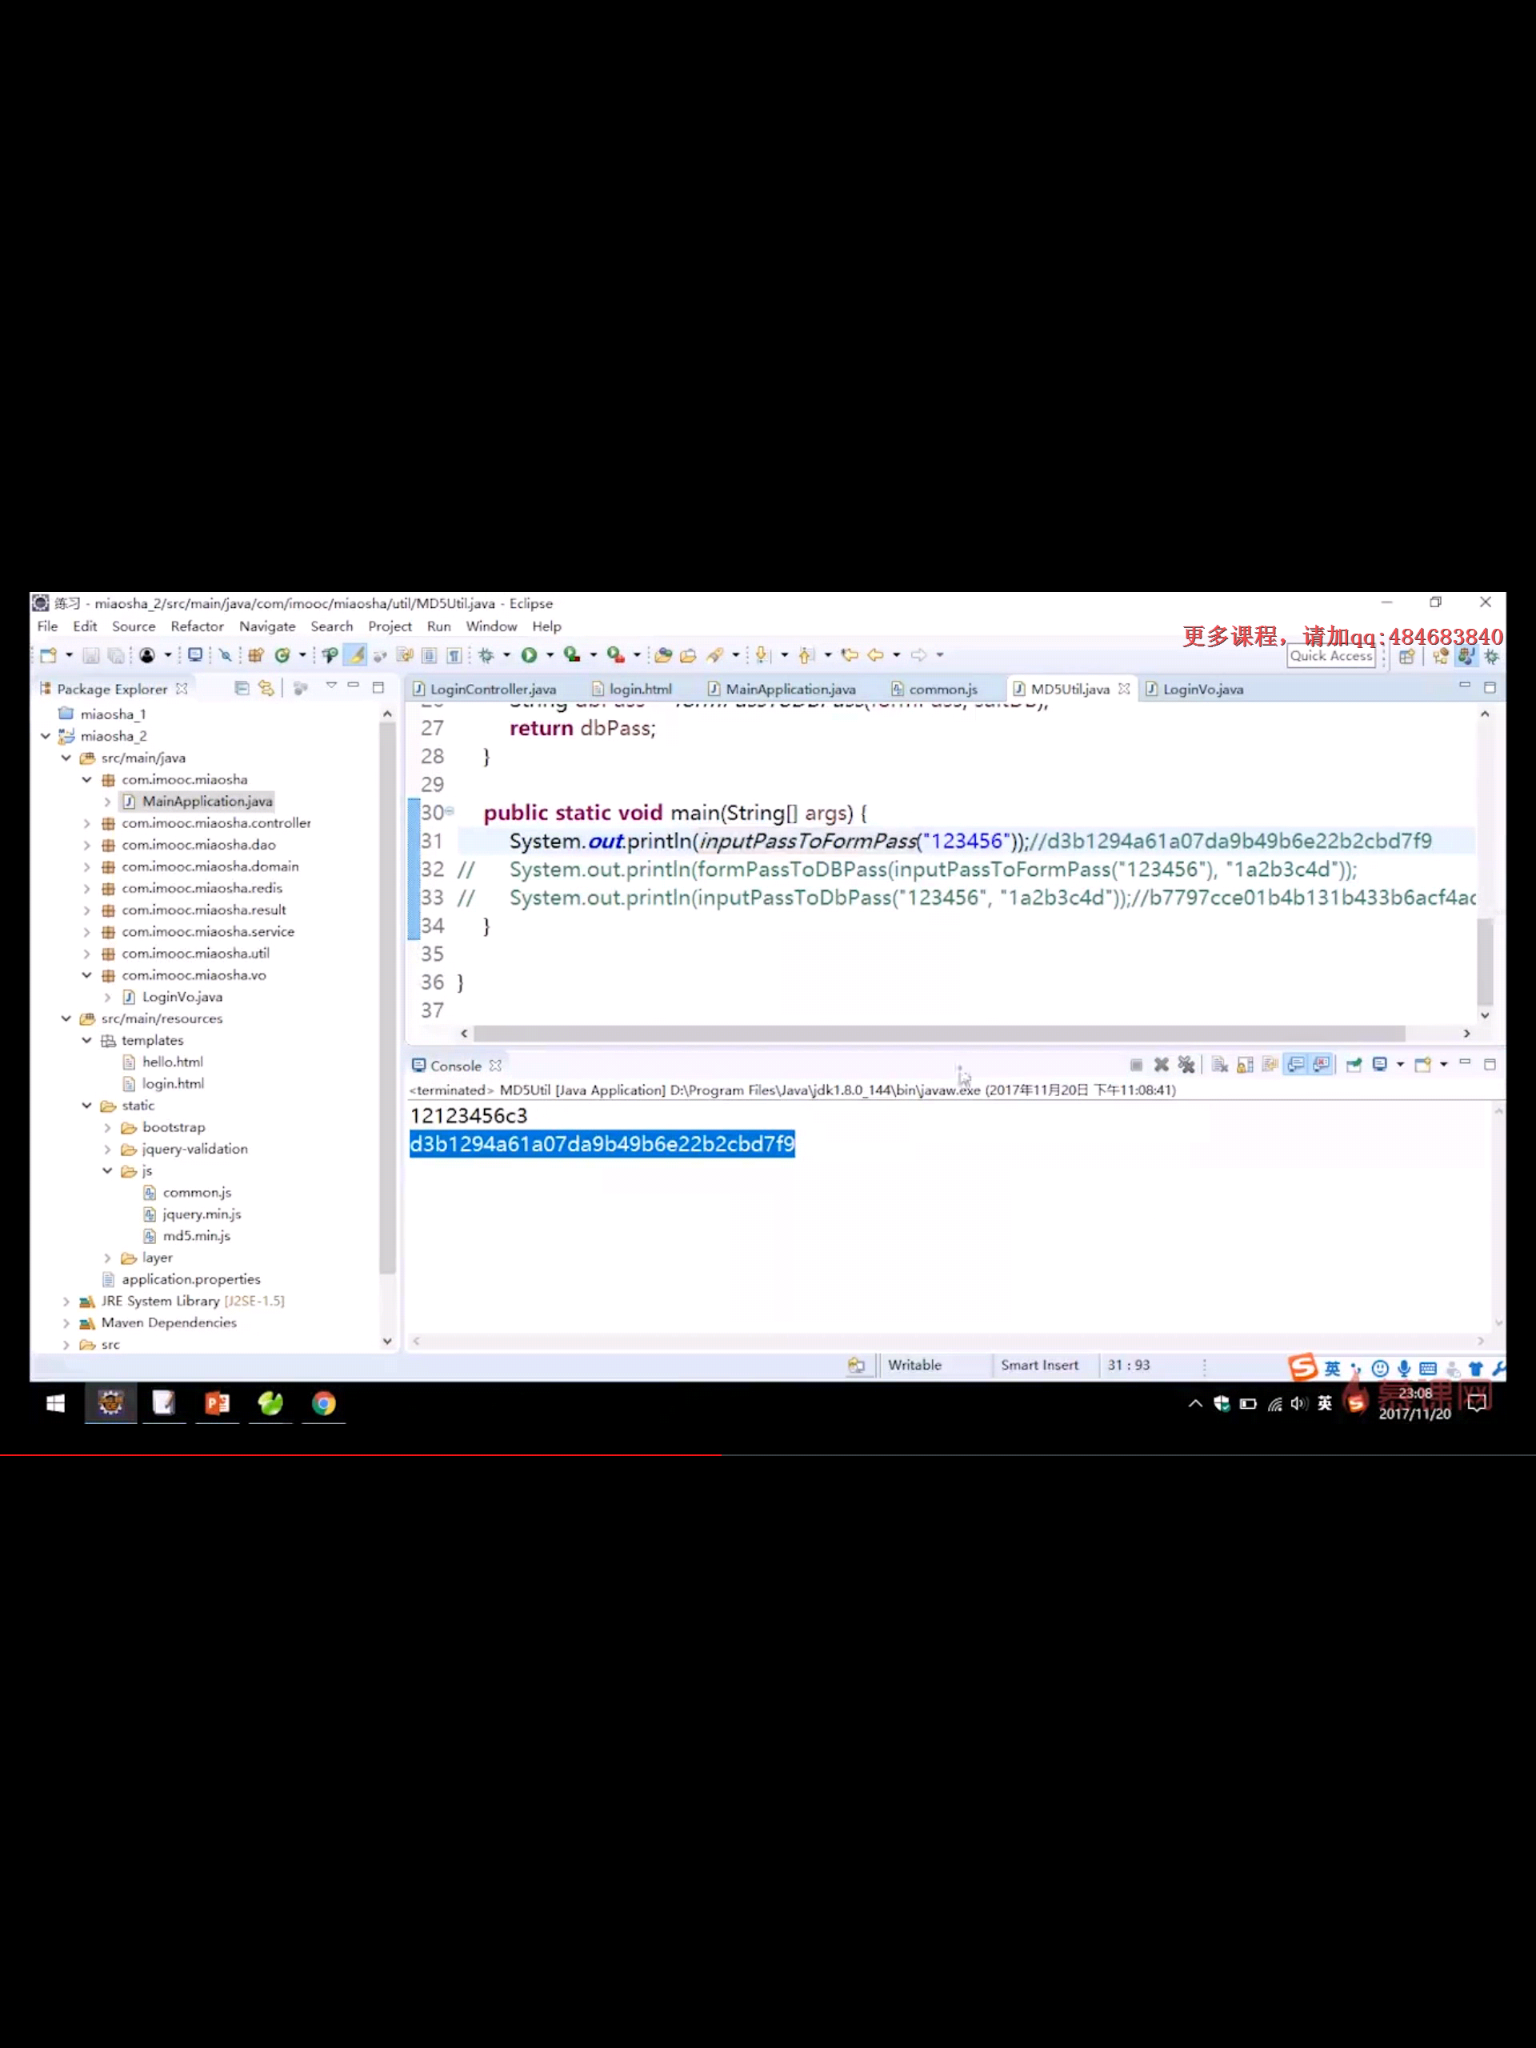 练习 - miaosha_2/src/main/java/com/imooc/miaosha/util/MD5Util.java - Eclipse
File Edit Source Refactor Navigate Search Project Run Window Help
更多课程，请加qq:484683840
Quick Access
Package Explorer
LoginController.java login.html MainApplication.java common.js MD5Util.java LoginVo.java
miaosha_1
miaosha_2
src/main/java
com.imooc.miaosha
MainApplication.java
com.imooc.miaosha.controller
com.imooc.miaosha.dao
com.imooc.miaosha.domain
com.imooc.miaosha.redis
com.imooc.miaosha.result
com.imooc.miaosha.service
com.imooc.miaosha.util
com.imooc.miaosha.vo
LoginVo.java
src/main/resources
templates
hello.html
login.html
static
bootstrap
jquery-validation
js
common.js
jquery.min.js
md5.min.js
layer
application.properties
JRE System Library [J2SE-1.5]
Maven Dependencies
src
27 return dbPass;
28 }
29
30 public static void main(String[] args) {
31 System.out.println(inputPassToFormPass("123456"));//d3b1294a61a07da9b49b6e22b2cbd7f9
32 // System.out.println(formPassToDBPass(inputPassToFormPass("123456"), "1a2b3c4d"));
33 // System.out.println(inputPassToDbPass("123456", "1a2b3c4d"));//b7797cce01b4b131b433b6acf4ad
34 }
35
36 }
37
Console
<terminated> MD5Util [Java Application] D:\Program Files\Java\jdk1.8.0_144\bin\javaw.exe (2017年11月20日 下午11:08:41)
12123456c3
d3b1294a61a07da9b49b6e22b2cbd7f9
Writable Smart Insert 31 : 93
英
英
慕课网
23:08
2017/11/20